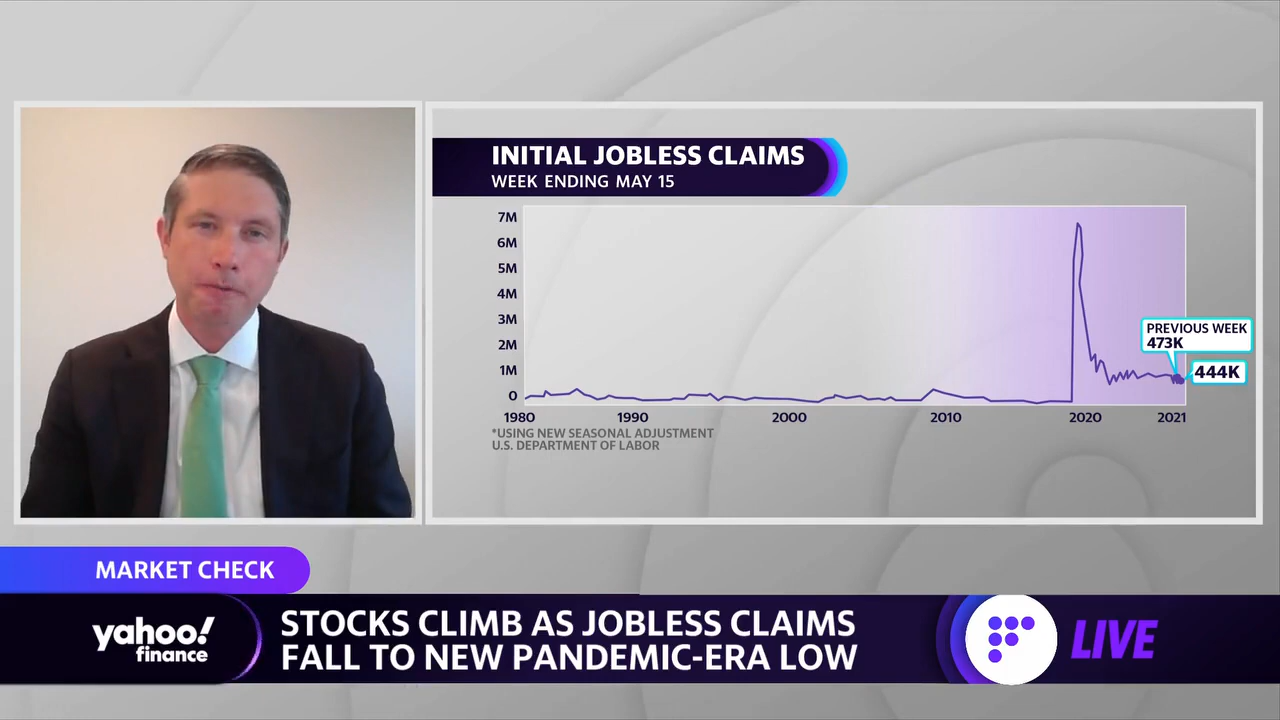 INITIAL JOBLESS CLAIMS
WEEK ENDING MAY 15
7M
6M
5M
4M
3M
2M
1M
0
PREVIOUS WEEK
473K
444K
1980 1990 2000 2010 2020 2021
*USING NEW SEASONAL ADJUSTMENT
U.S. DEPARTMENT OF LABOR
MARKET CHECK
yahoo!
finance
STOCKS CLIMB AS JOBLESS CLAIMS
FALL TO NEW PANDEMIC-ERA LOW
LIVE